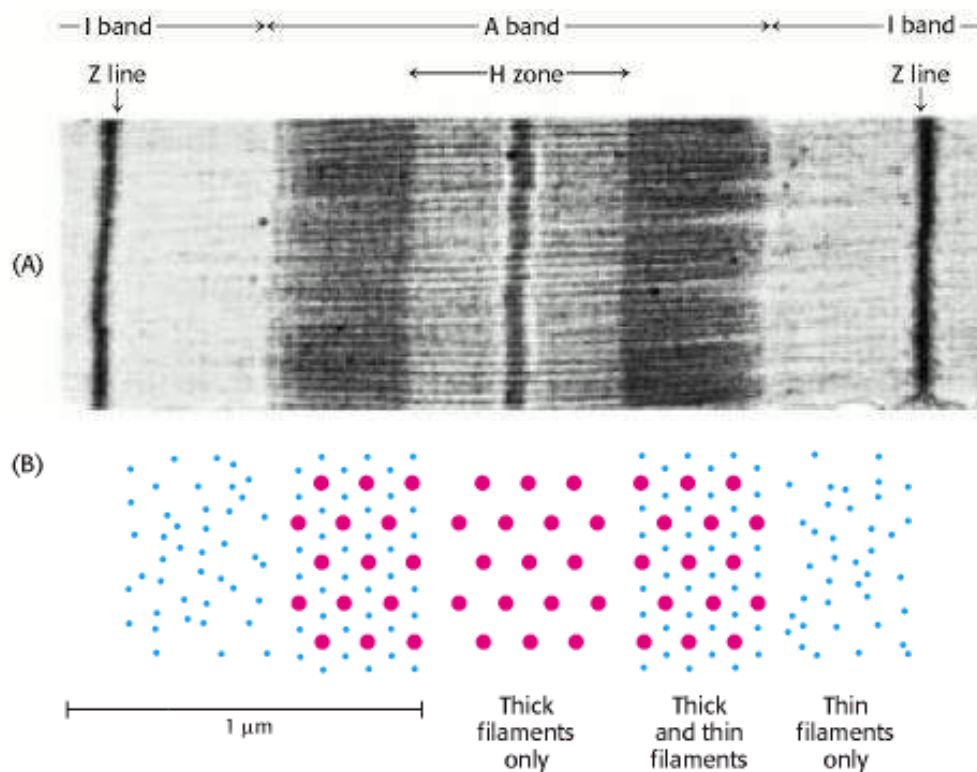 I band A band I band
Z line H zone Z line
(A)
(B)
1 μm
Thick
filaments
only
Thick
and thin
filaments
Thin
filaments
only